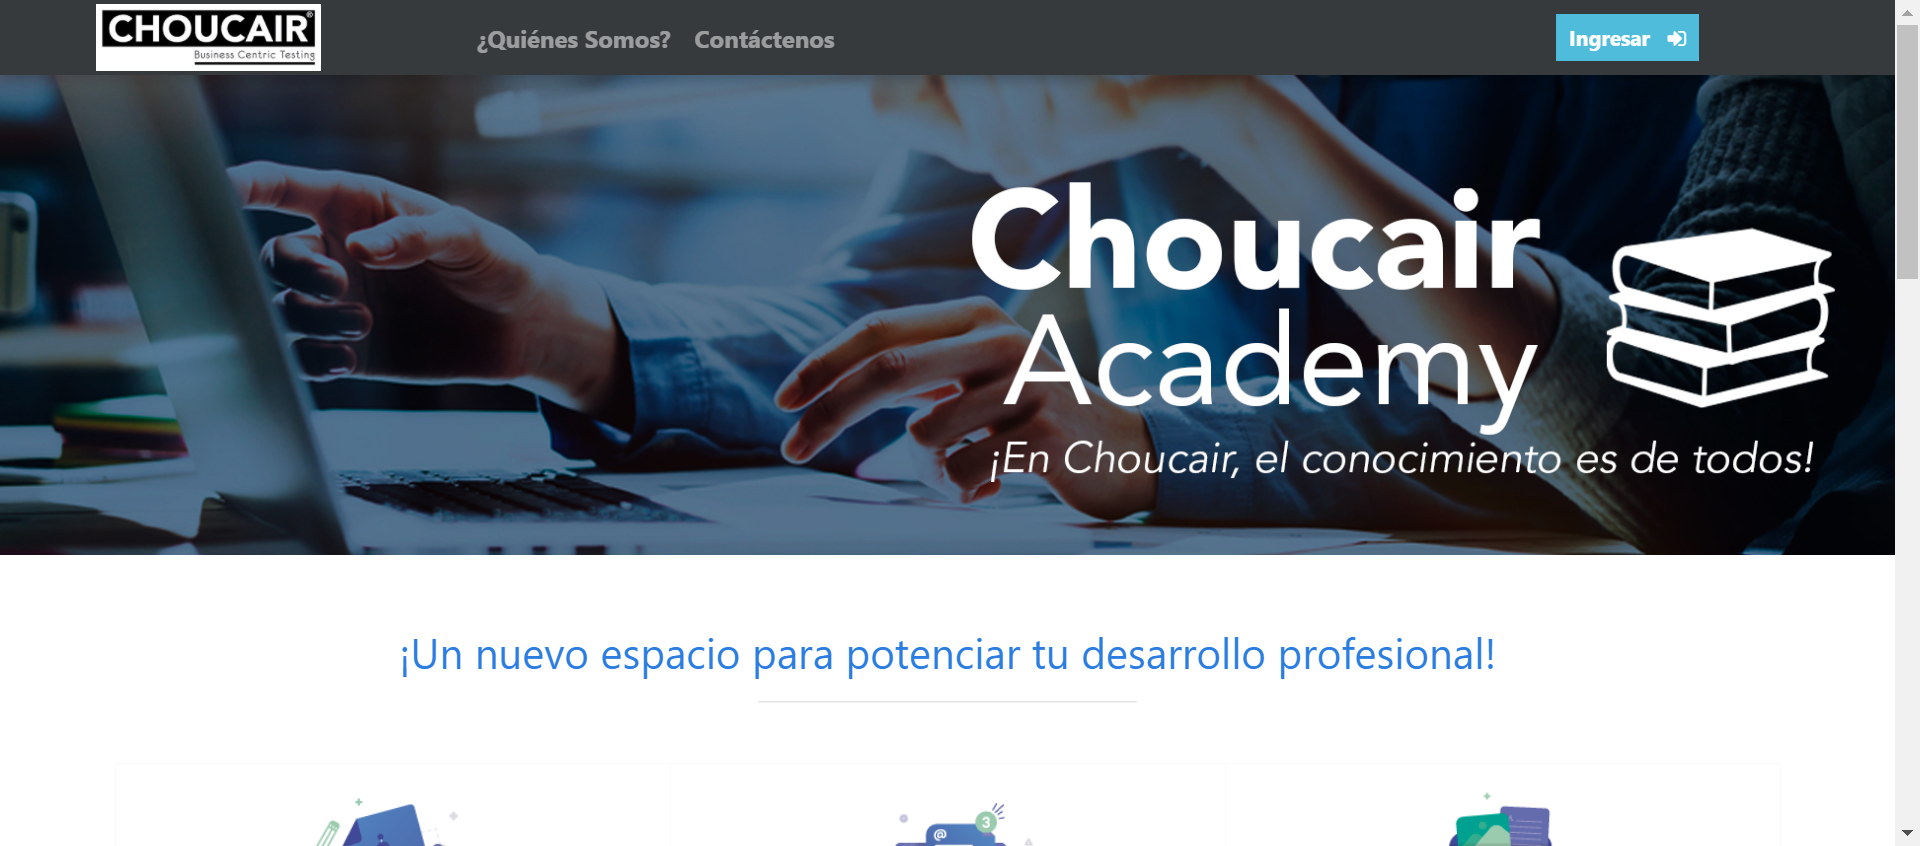 CHOUCAIR®
Business Centric Testing
¿Quiénes Somos? Contáctenos
Ingresar
Choucair
Academy
¡En Choucair, el conocimiento es de todos!
¡Un nuevo espacio para potenciar tu desarrollo profesional!
@
3